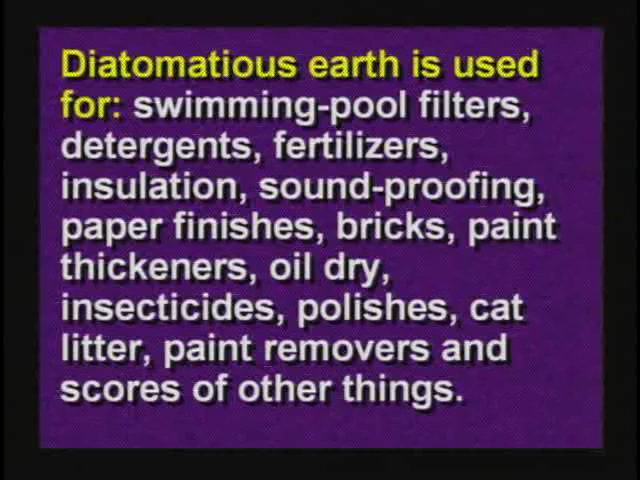 Diatomatious earth is used
for: swimming-pool filters,
detergents, fertilizers,
insulation, sound-proofing,
paper finishes, bricks, paint
thickeners, oil dry,
insecticides, polishes, cat
litter, paint removers and
scores of other things.